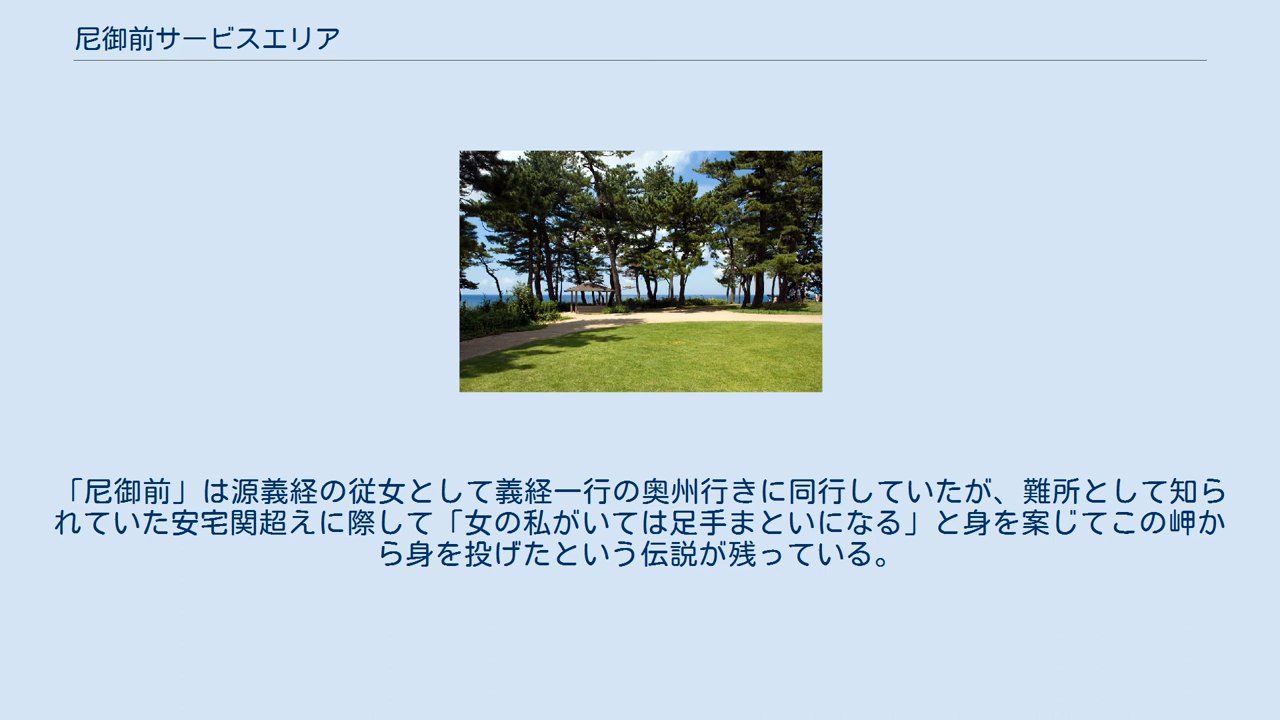 尼御前サービスエリア
「尼御前」は源義経の従女として義経一行の奥州行きに同行していたが、難所として知ら
れていた安宅関超えに際して「女の私がいては足手まといになる」と身を案じてこの岬か
ら身を投げたという伝説が残っている。